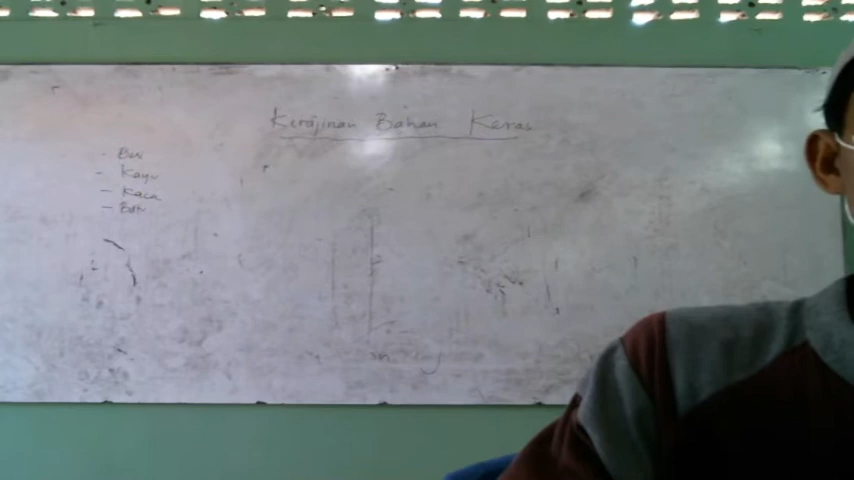 Kerajinan Bahan Keras
- Besi
- Kayu
- Kaca
- Batu